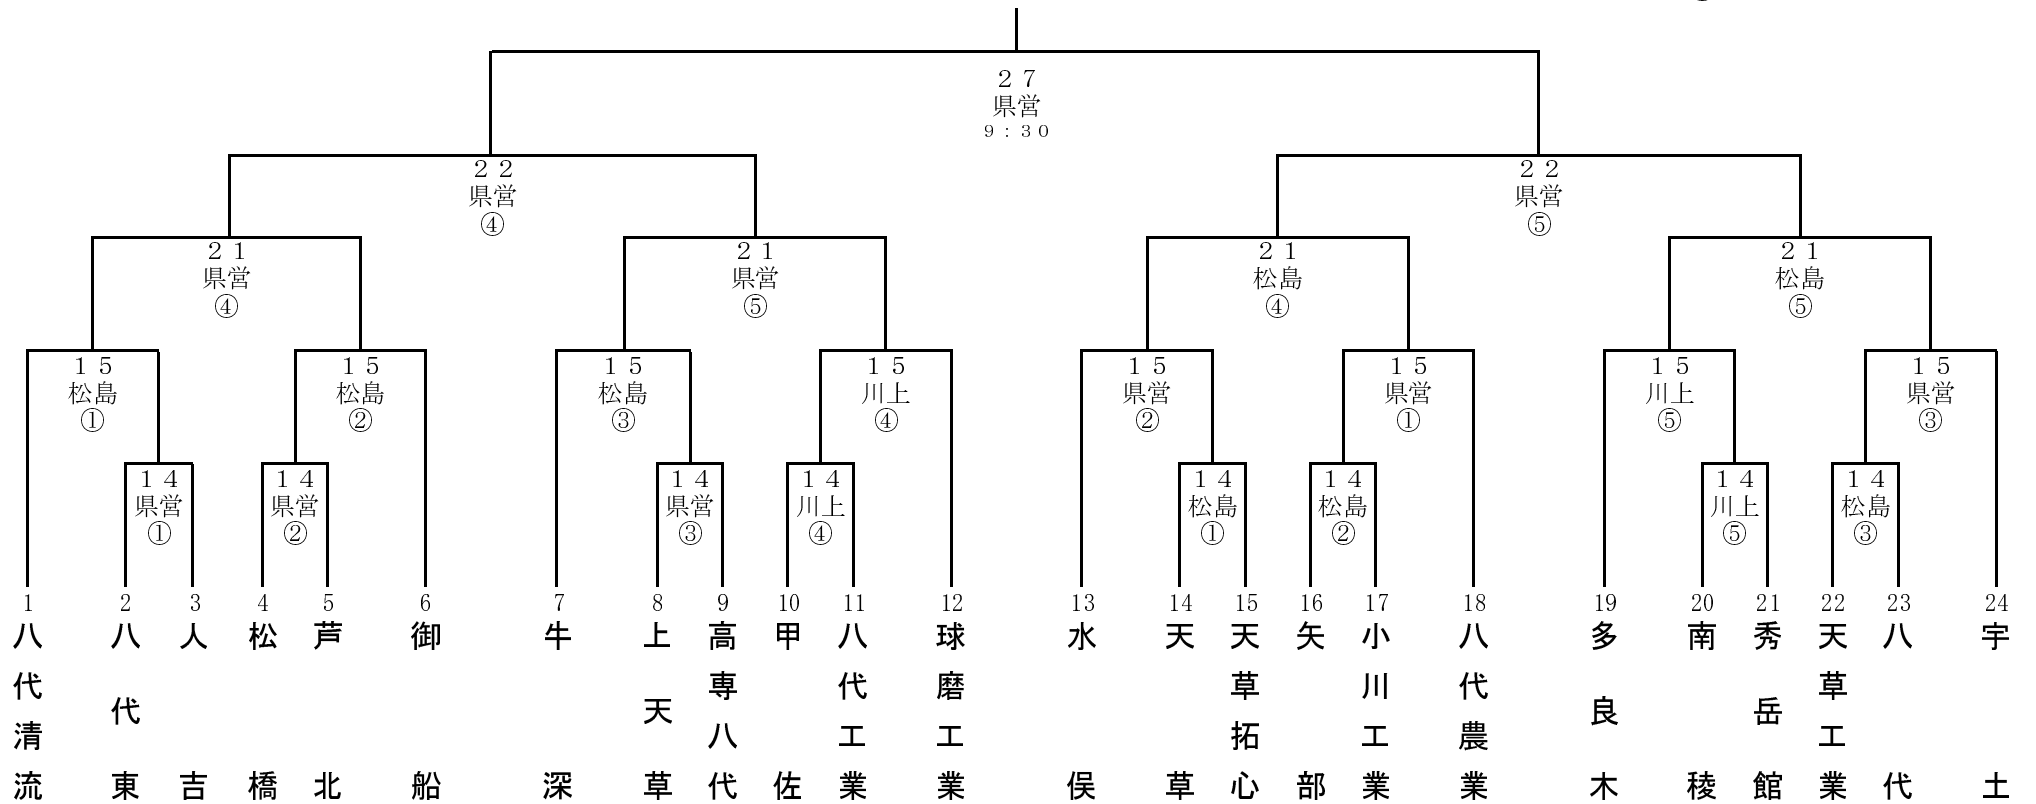 ２７
県営
９：３０
２２
県営
④
２２
県営
⑤
２１
県営
④
２１
県営
⑤
２１
松島
④
２１
松島
⑤
１５
松島
①
１５
松島
②
１５
松島
③
１５
川上
④
１５
県営
②
１５
県営
①
１５
川上
⑤
１５
県営
③
１４
県営
①
１４
県営
②
１４
県営
③
１４
川上
④
１４
松島
①
１４
松島
②
１４
川上
⑤
１４
松島
③
1
八代清流
2
八代東
3
人吉
4
松橋
5
芦北
6
御船
7
牛深
8
上天草
9
高専八代
10
甲佐
11
八代工業
12
球磨工業
13
水俣
14
天草
15
天草拓心
16
矢部
17
小川工業
18
八代農業
19
多良木
20
南稜
21
秀岳館
22
天草工業
23
八代
24
宇土